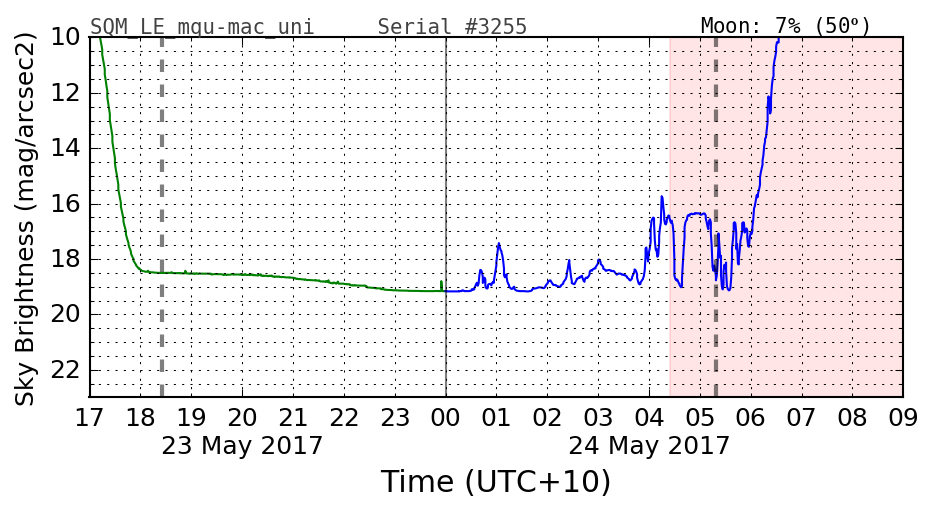 SQM_LE_mqu-mac_uni Serial #3255 Moon: 7% (50°)
Sky Brightness (mag/arcsec2)
10
12
14
16
18
20
22
17 18 19 20 21 22 23 00 01 02 03 04 05 06 07 08 09
23 May 2017 24 May 2017
Time (UTC+10)